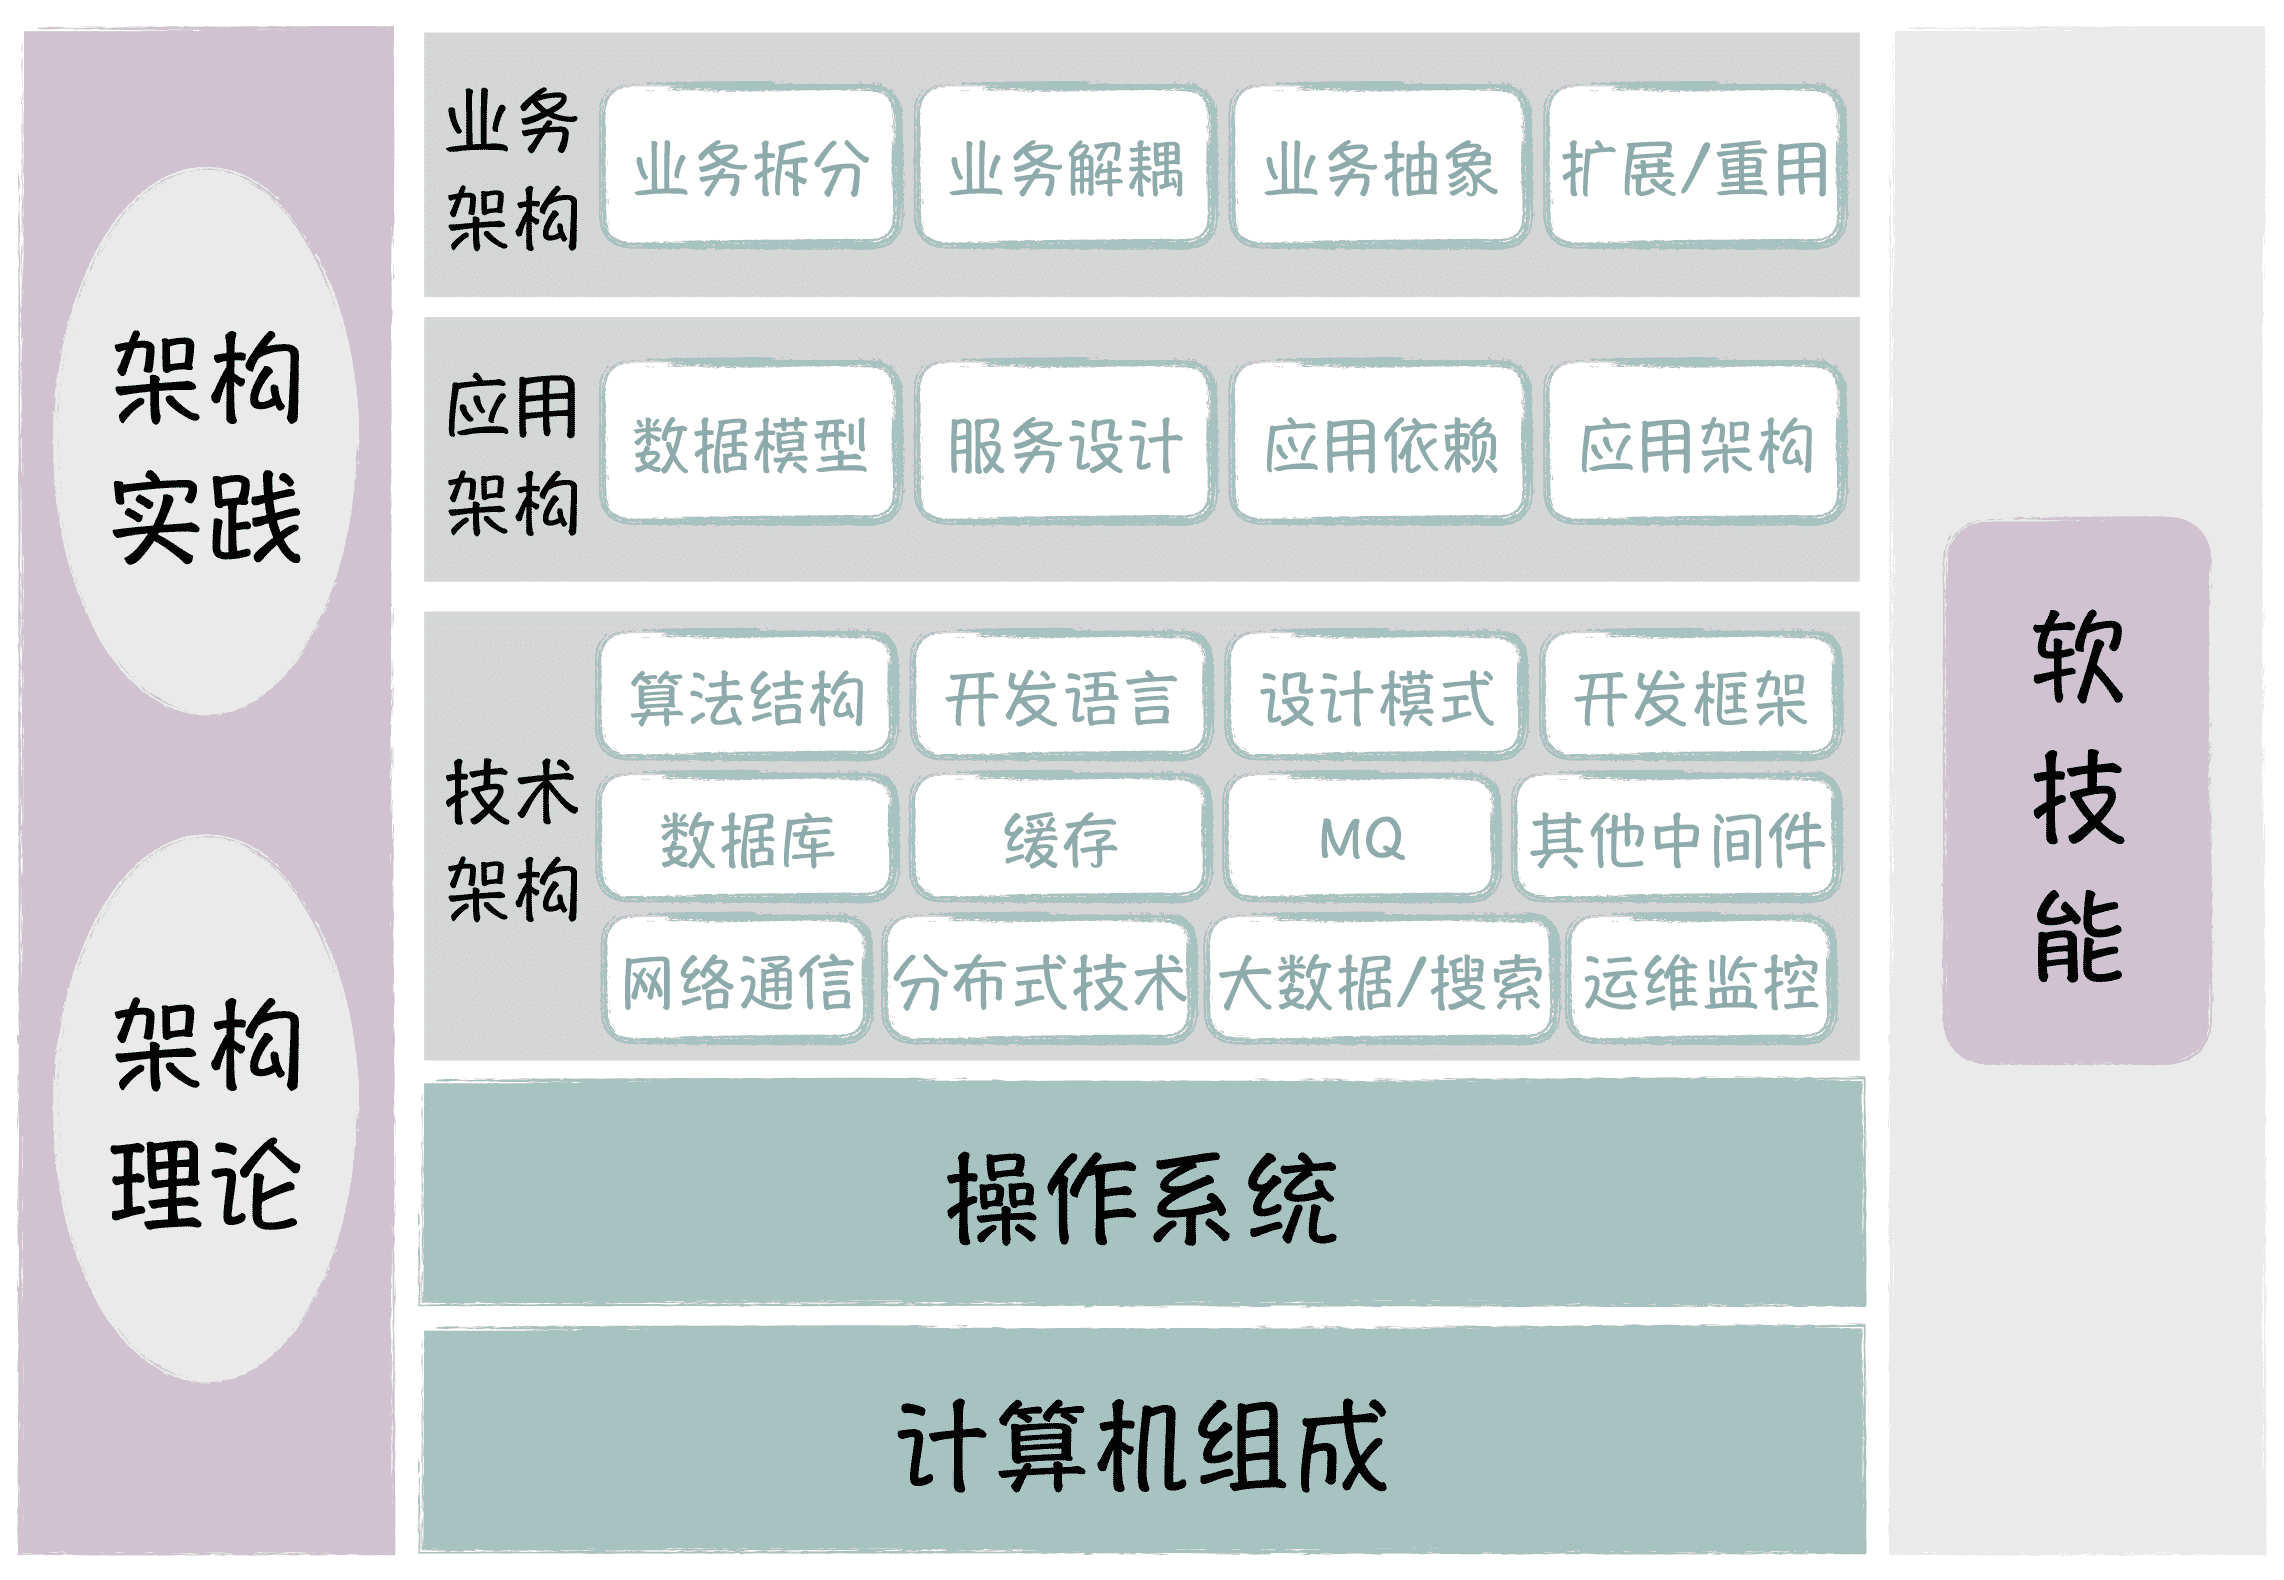 架构
实践
架构
理论
业务
架构
业务拆分
业务解耦
业务抽象
扩展/重用
应用
架构
数据模型
服务设计
应用依赖
应用架构
技术
架构
算法结构
开发语言
设计模式
开发框架
数据库
缓存
MQ
其他中间件
网络通信
分布式技术
大数据/搜索
运维监控
操作系统
计算机组成
软
技
能